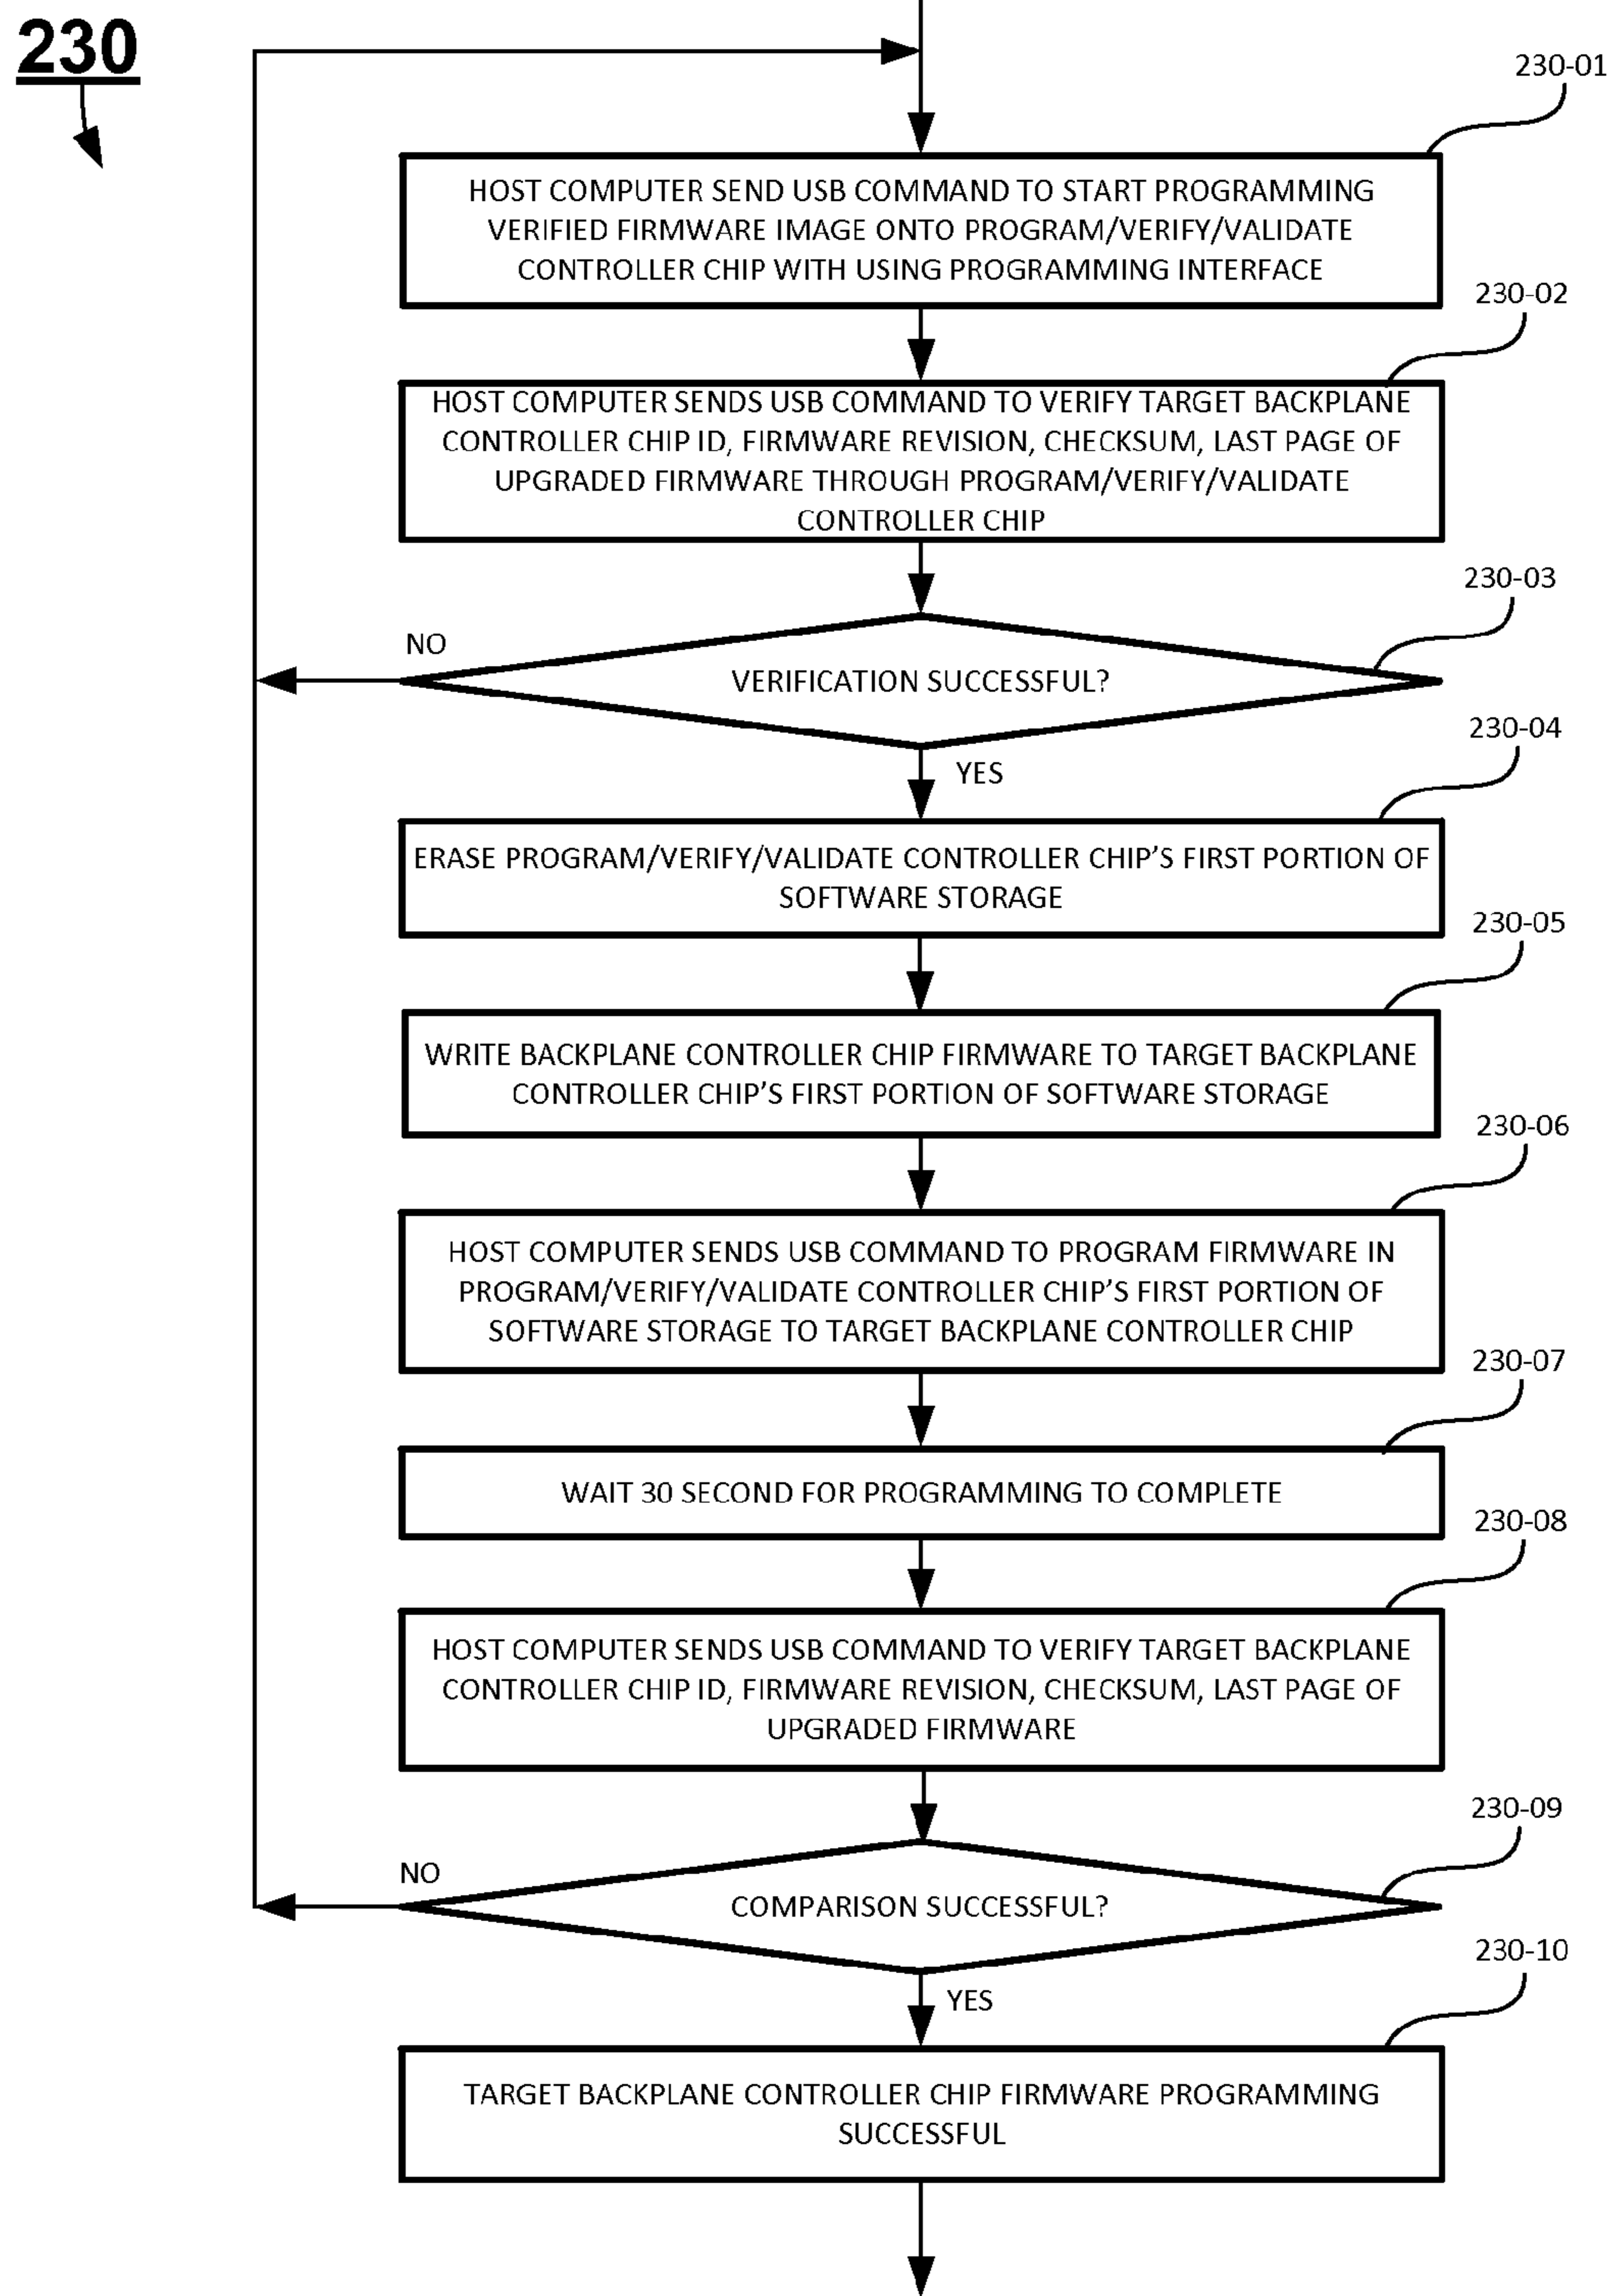 230
230-01
HOST COMPUTER SEND USB COMMAND TO START PROGRAMMING
VERIFIED FIRMWARE IMAGE ONTO PROGRAM/VERIFY/VALIDATE
CONTROLLER CHIP WITH USING PROGRAMMING INTERFACE
230-02
HOST COMPUTER SENDS USB COMMAND TO VERIFY TARGET BACKPLANE
CONTROLLER CHIP ID, FIRMWARE REVISION, CHECKSUM, LAST PAGE OF
UPGRADED FIRMWARE THROUGH PROGRAM/VERIFY/VALIDATE
CONTROLLER CHIP
230-03
NO
VERIFICATION SUCCESSFUL?
230-04
YES
ERASE PROGRAM/VERIFY/VALIDATE CONTROLLER CHIP'S FIRST PORTION OF
SOFTWARE STORAGE
230-05
WRITE BACKPLANE CONTROLLER CHIP FIRMWARE TO TARGET BACKPLANE
CONTROLLER CHIP'S FIRST PORTION OF SOFTWARE STORAGE
230-06
HOST COMPUTER SENDS USB COMMAND TO PROGRAM FIRMWARE IN
PROGRAM/VERIFY/VALIDATE CONTROLLER CHIP'S FIRST PORTION OF
SOFTWARE STORAGE TO TARGET BACKPLANE CONTROLLER CHIP
230-07
WAIT 30 SECOND FOR PROGRAMMING TO COMPLETE
230-08
HOST COMPUTER SENDS USB COMMAND TO VERIFY TARGET BACKPLANE
CONTROLLER CHIP ID, FIRMWARE REVISION, CHECKSUM, LAST PAGE OF
UPGRADED FIRMWARE
230-09
NO
COMPARISON SUCCESSFUL?
230-10
YES
TARGET BACKPLANE CONTROLLER CHIP FIRMWARE PROGRAMMING
SUCCESSFUL